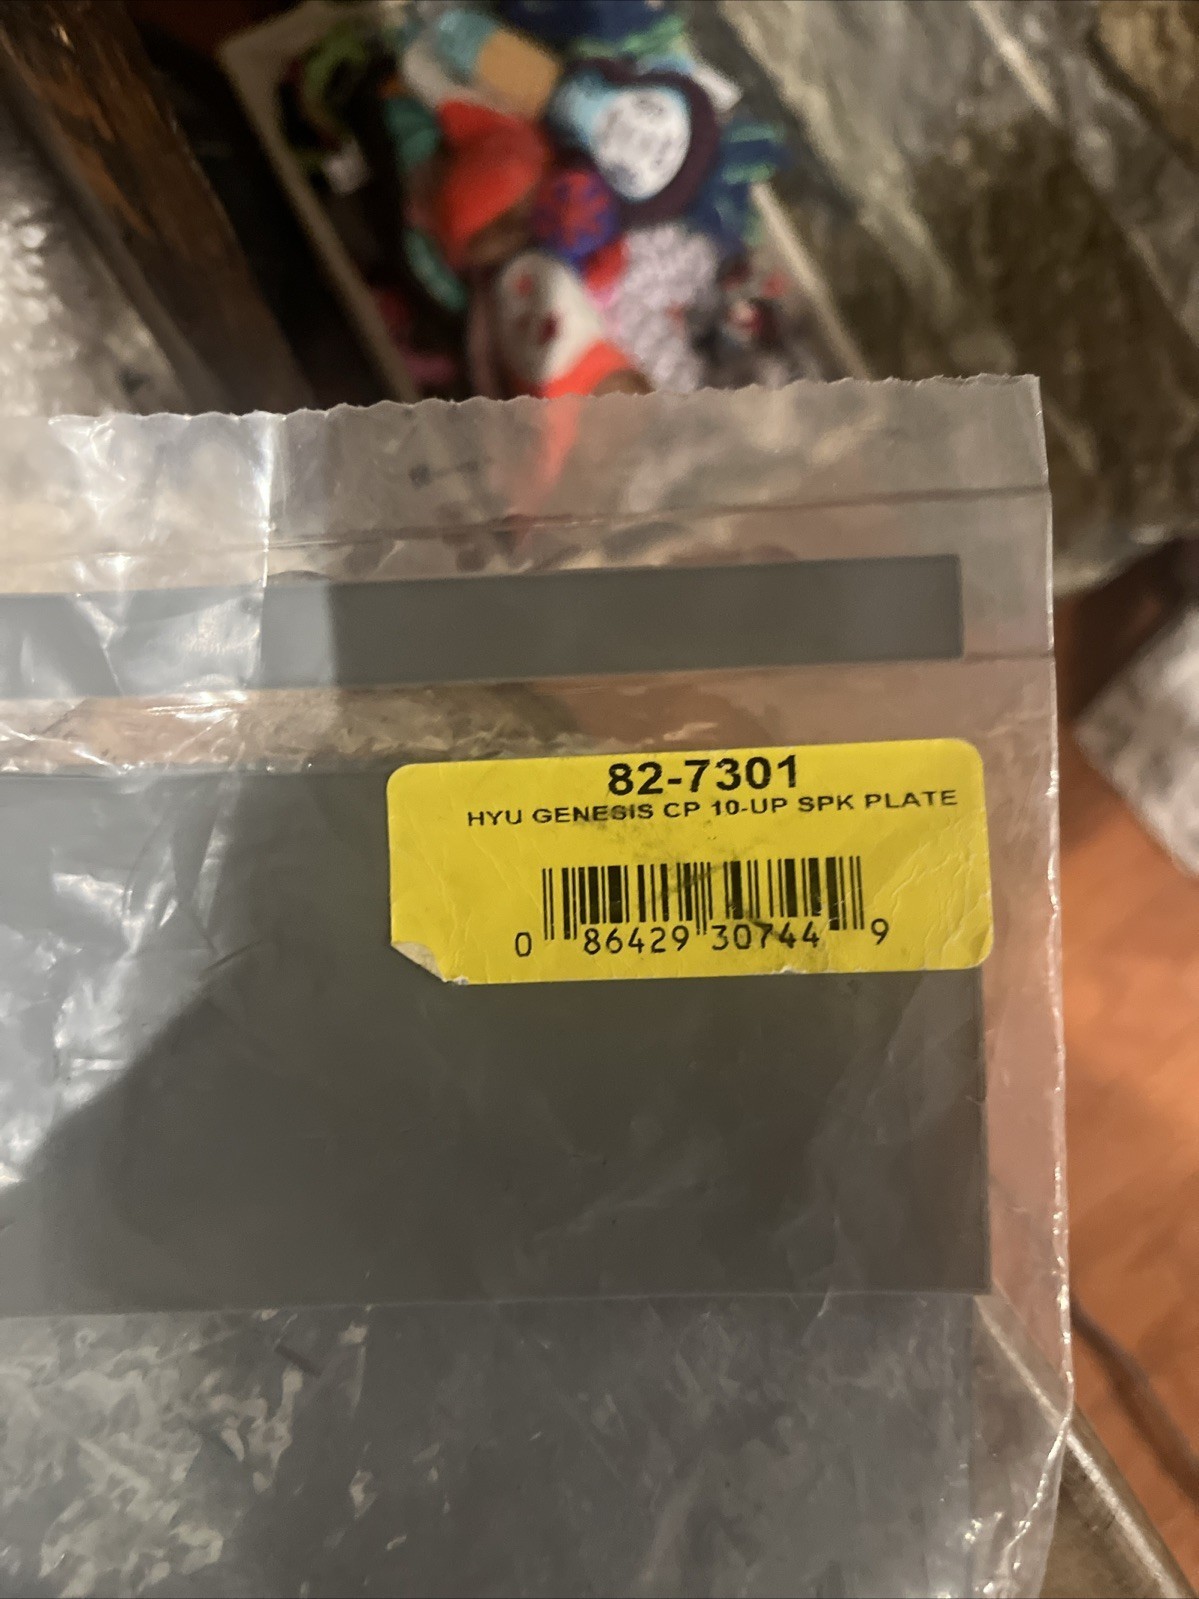 82-7301
HYU GENESIS CP 10-UP SPK PLATE
0 86429 30744 9